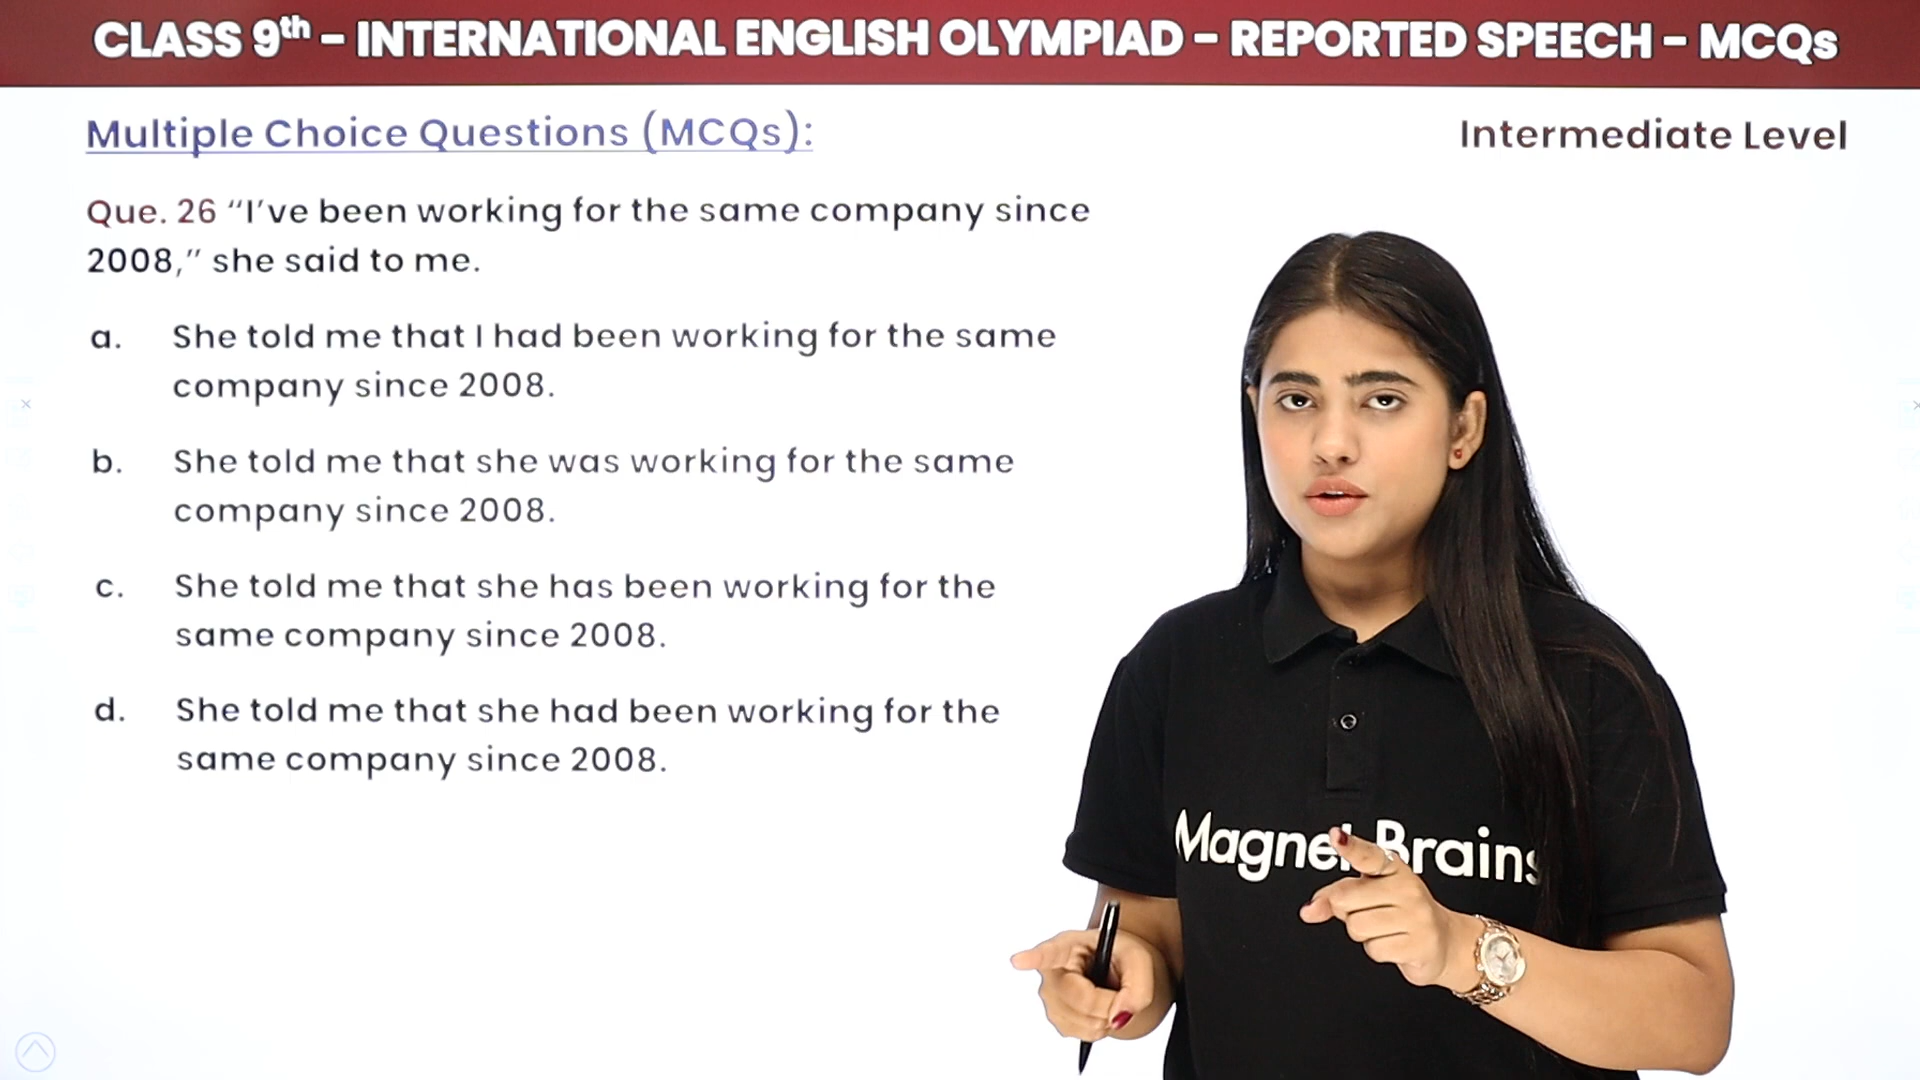 CLASS 9th - INTERNATIONAL ENGLISH OLYMPIAD - REPORTED SPEECH - MCQs
Multiple Choice Questions (MCQs):
Intermediate Level
Que. 26 “I’ve been working for the same company since
2008,” she said to me.
a. She told me that I had been working for the same
company since 2008.
b. She told me that she was working for the same
company since 2008.
c. She told me that she has been working for the
same company since 2008.
d. She told me that she had been working for the
same company since 2008.
Magnet Brains